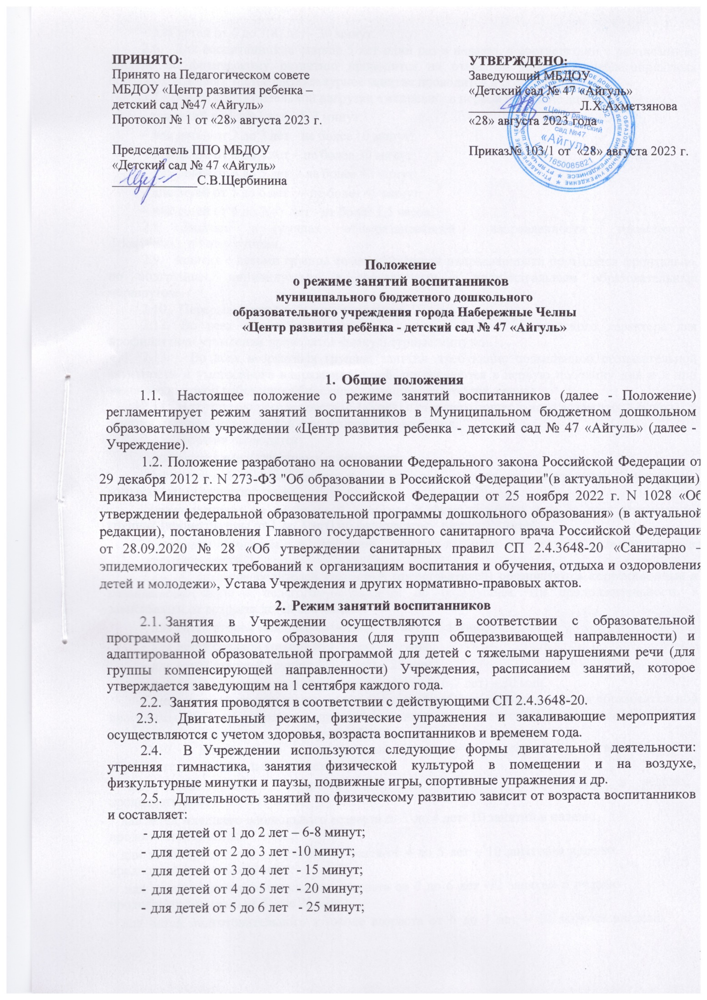 ПРИНЯТО:
Принято на Педагогическом совете
МБДОУ «Центр развития ребенка –
детский сад №47 «Айгуль»
Протокол № 1 от «28» августа 2023 г.
Председатель ППО МБДОУ
«Детский сад № 47 «Айгуль»
_____________С.В.Щербинина
УТВЕРЖДЕНО:
Заведующий МБДОУ
«Детский сад № 47 «Айгуль»
_________________Л.Х.Ахметзянова
«28» августа 2023 года
Приказ№ 103/1 от «28» августа 2023 г.
«Центр развития
ребенка-детский
сад №47
«Айгуль»
ИНН 1650085821
Положение
о режиме занятий воспитанников
муниципального бюджетного дошкольного
образовательного учреждения города Набережные Челны
«Центр развития ребёнка - детский сад № 47 «Айгуль»
1. Общие положения
1.1. Настоящее положение о режиме занятий воспитанников (далее - Положение)
регламентирует режим занятий воспитанников в Муниципальном бюджетном дошкольном
образовательном учреждении «Центр развития ребенка - детский сад № 47 «Айгуль» (далее -
Учреждение).
1.2. Положение разработано на основании Федерального закона Российской Федерации от
29 декабря 2012 г. N 273-ФЗ "Об образовании в Российской Федерации"(в актуальной редакции)
приказа Министерства просвещения Российской Федерации от 25 ноября 2022 г. N 1028 «Об
утверждении федеральной образовательной программы дошкольного образования» (в актуальной
редакции), постановления Главного государственного санитарного врача Российской Федерации
от 28.09.2020 № 28 «Об утверждении санитарных правил СП 2.4.3648-20 «Санитарно –
эпидемиологических требований к организациям воспитания и обучения, отдыха и оздоровления
детей и молодежи», Устава Учреждения и других нормативно-правовых актов.
2. Режим занятий воспитанников
2.1. Занятия в Учреждении осуществляются в соответствии с образовательной
программой дошкольного образования (для групп общеразвивающей направленности) и
адаптированной образовательной программой для детей с тяжелыми нарушениями речи (для
группы компенсирующей направленности) Учреждения, расписанием занятий, которое
утверждается заведующим на 1 сентября каждого года.
2.2. Занятия проводятся в соответствии с действующими СП 2.4.3648-20.
2.3. Двигательный режим, физические упражнения и закаливающие мероприятия
осуществляются с учетом здоровья, возраста воспитанников и временем года.
2.4. В Учреждении используются следующие формы двигательной деятельности:
утренняя гимнастика, занятия физической культурой в помещении и на воздухе,
физкультурные минутки и паузы, подвижные игры, спортивные упражнения и др.
2.5. Длительность занятий по физическому развитию зависит от возраста воспитанников
и составляет:
- для детей от 1 до 2 лет – 6-8 минут;
- для детей от 2 до 3 лет -10 минут;
- для детей от 3 до 4 лет - 15 минут;
- для детей от 4 до 5 лет - 20 минут;
- для детей от 5 до 6 лет - 25 минут;